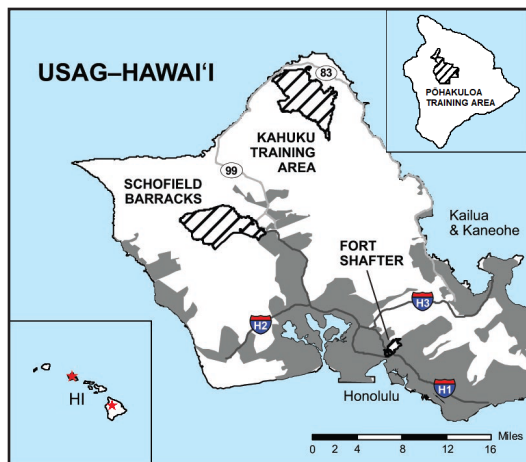 USAG–HAWAI‘I
83
PŌHAKULOA
TRAINING AREA
KAHUKU
TRAINING
AREA
99
SCHOFIELD
BARRACKS
Kailua
& Kaneohe
FORT
SHAFTER
H3
H2
HI
H1
Honolulu
Miles
0 2 4 8 12 16